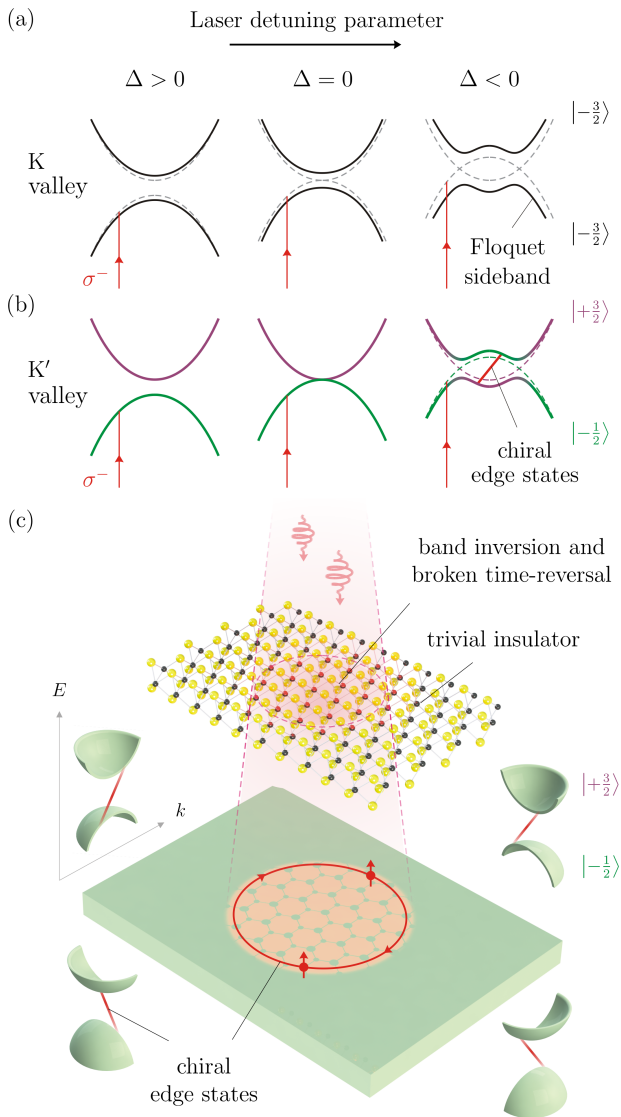 (a)
Laser detuning parameter
Δ > 0
Δ = 0
Δ < 0
K
valley
|−3/2⟩
|−3/2⟩
σ−
Floquet
sideband
(b)
K′
valley
|+3/2⟩
|−1/2⟩
σ−
chiral
edge states
(c)
band inversion and
broken time-reversal
trivial insulator
E
k
|+3/2⟩
|−1/2⟩
chiral
edge states